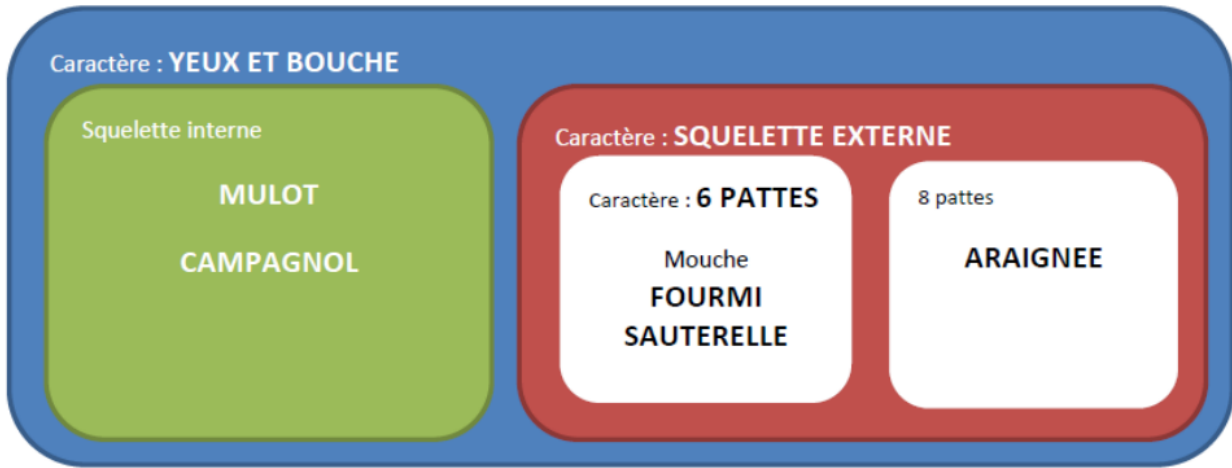 Caractère : YEUX ET BOUCHE
Squelette interne
MULOT
CAMPAGNOL
Caractère : SQUELETTE EXTERNE
Caractère : 6 PATTES
Mouche
FOURMI
SAUTERELLE
8 pattes
ARAIGNEE